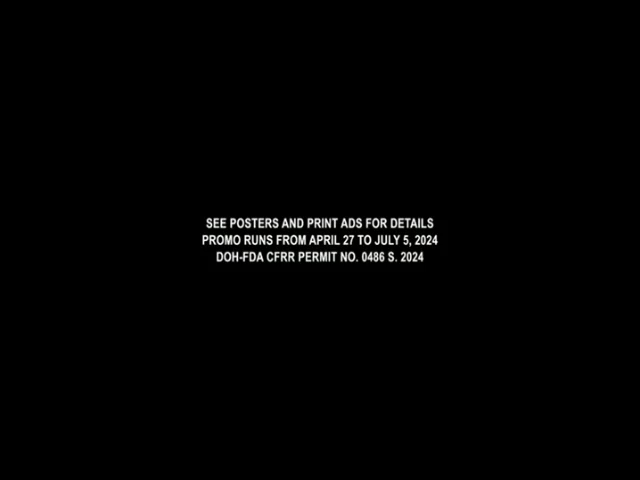 SEE POSTERS AND PRINT ADS FOR DETAILS
PROMO RUNS FROM APRIL 27 TO JULY 5, 2024
DOH-FDA CFRR PERMIT NO. 0486 S. 2024